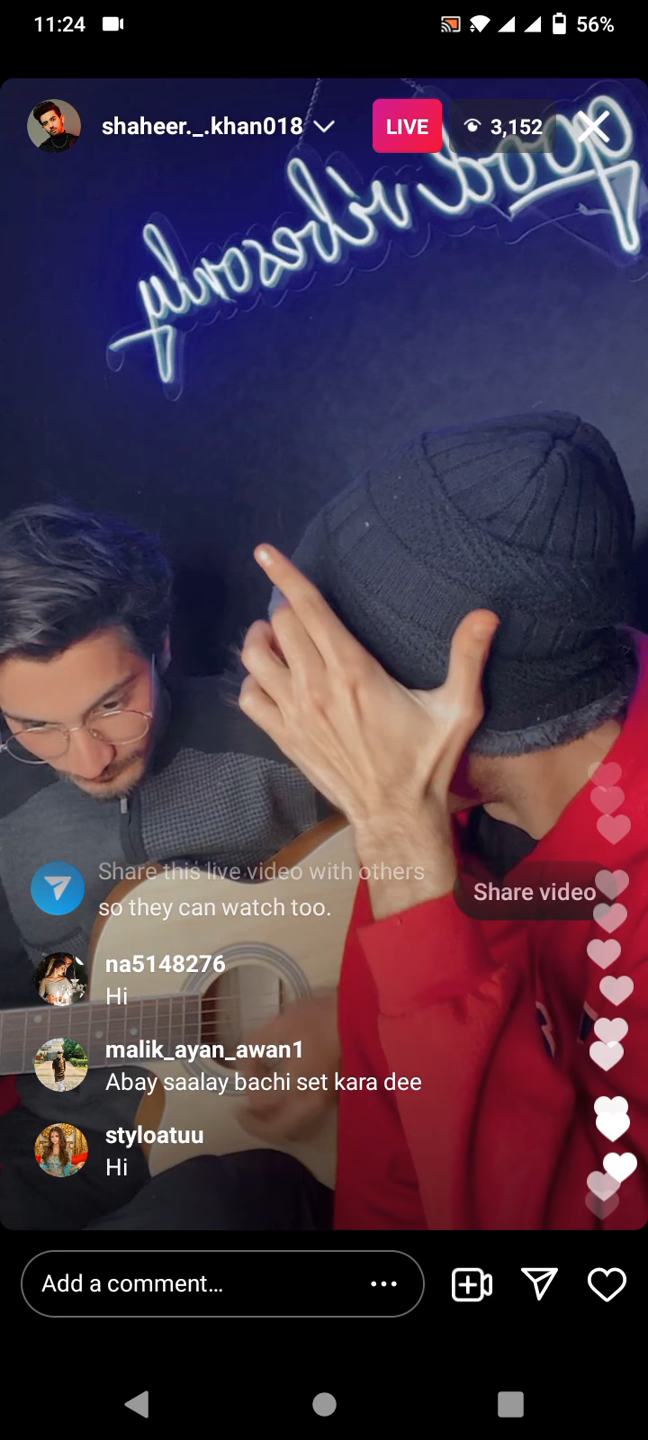 11:24
56%
shaheer._.khan018
LIVE
3,152
good vibes only
Share this live video with others
so they can watch too.
Share video
na5148276
Hi
malik_ayan_awan1
Abay saalay bachi set kara dee
styloatuu
Hi
Add a comment…